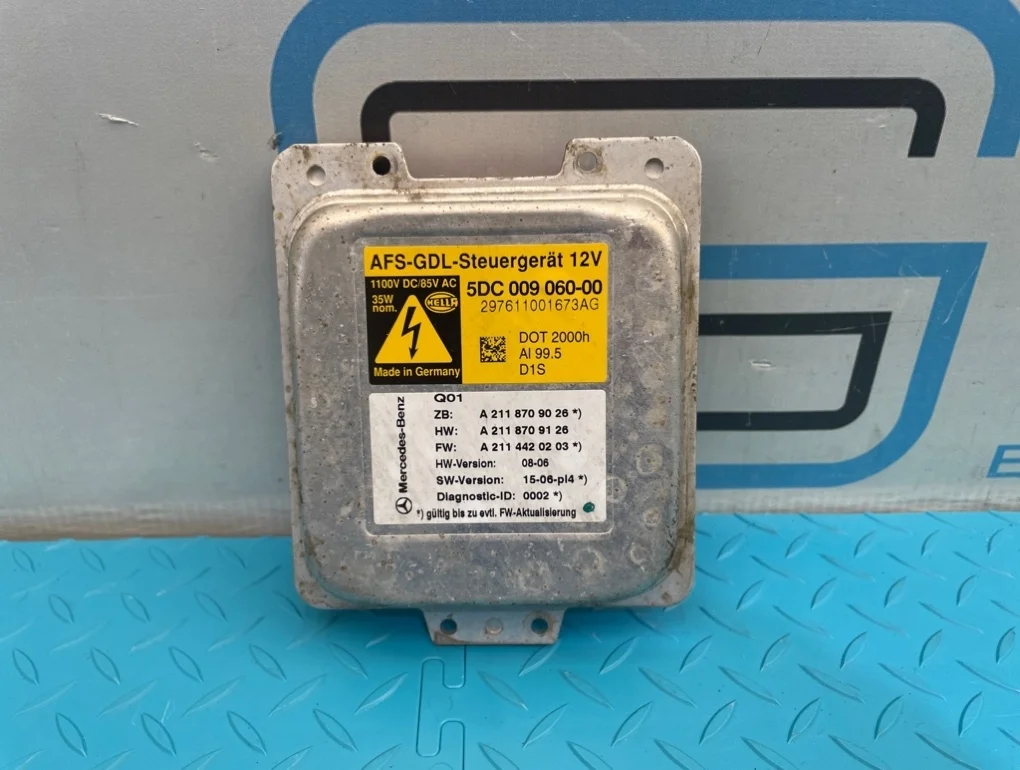 AFS-GDL-Steuergerät 12V
1100V DC/85V AC
35W
nom.
HELLA
Made in Germany
5DC 009 060-00
297611001673AG
DOT 2000h
Al 99.5
D1S
Mercedes-Benz
Q01
ZB: A 211 870 90 26 *)
HW: A 211 870 91 26
FW: A 211 442 02 03 *)
HW-Version: 08-06
SW-Version: 15-06-pl4 *)
Diagnostic-ID: 0002 *)
*) gültig bis zu evtl. FW-Aktualisierung